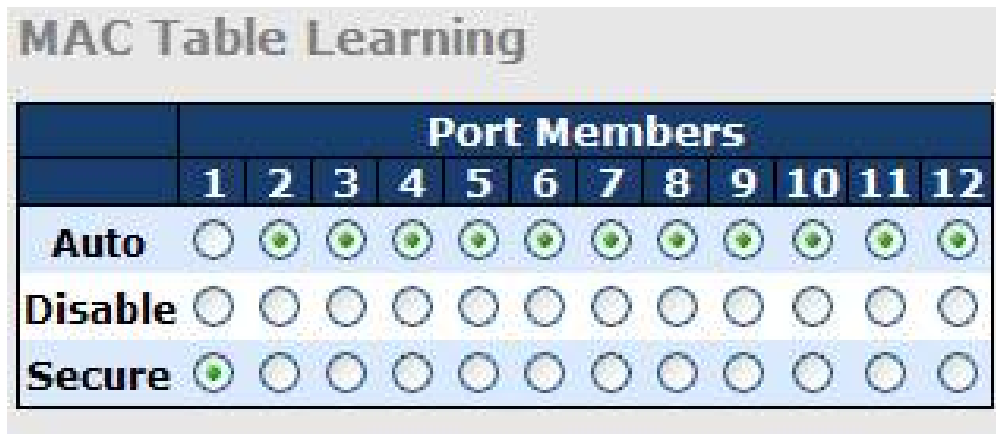 MAC Table Learning
Port Members
1 2 3 4 5 6 7 8 9 10 11 12
Auto
Disable
Secure